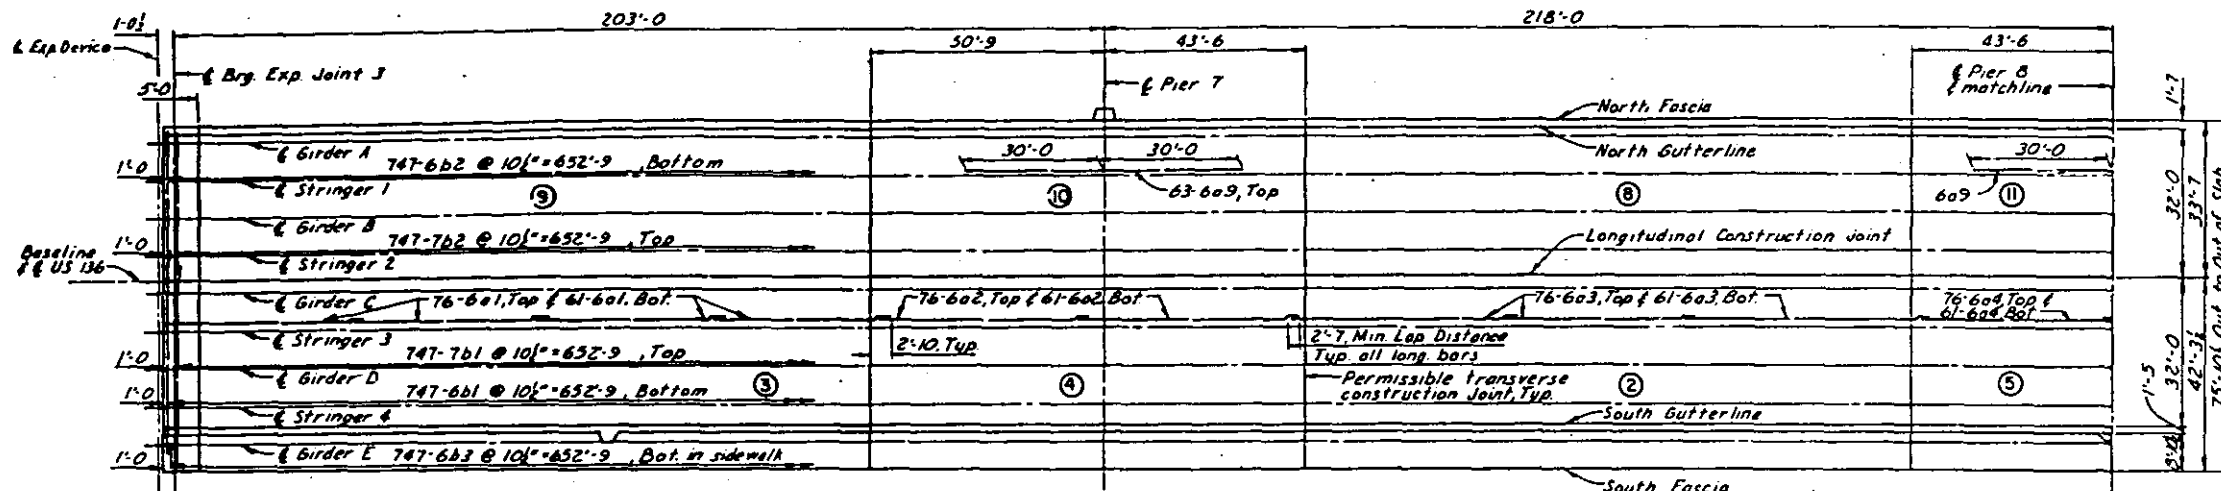 1'-0½
203'-0
218'-0
℄ Exp Device
50'-9
43'-6
43'-6
℄ Brg. Exp. Joint 3
℄ Pier 7
℄ Pier 8
& matchline
5'-0
1'-7
North Fascia
℄ Girder A
North Gutterline
747-6b2 @ 10½"=652'-9, Bottom
30'-0
30'-0
30'-0
1'-0
℄ Stringer 1
63-6a9, Top
6a9
9
10
8
11
32'-0
33'-7
℄ Girder B
747-7b2 @ 10½"=652'-9, Top
1'-0
Longitudinal Construction Joint
Baseline
& ℄ US 136
℄ Stringer 2
℄ Girder C
76-6a1, Top & 61-6a1, Bot.
76-6a2, Top & 61-6a2 Bot
76-6a3, Top & 61-6a3, Bot.
76-6a4, Top &
61-6a4 Bot
℄ Stringer 3
2'-10, Typ.
2'-7, Min. Lap Distance
Typ. all long. bars
747-7b1 @ 10½"=652'-9, Top
1'-0
℄ Girder D
3
4
2
5
Permissible transverse
construction Joint, Typ.
747-6b1 @ 10½"=652'-9, Bottom
1'-0
℄ Stringer 4
South Gutterline
1'-5
32'-0
42'-3½
Out to Out of Slab
℄ Girder E
747-6b3 @ 10½"=652'-9, Bot. in sidewalk
1'-0
South Fascia